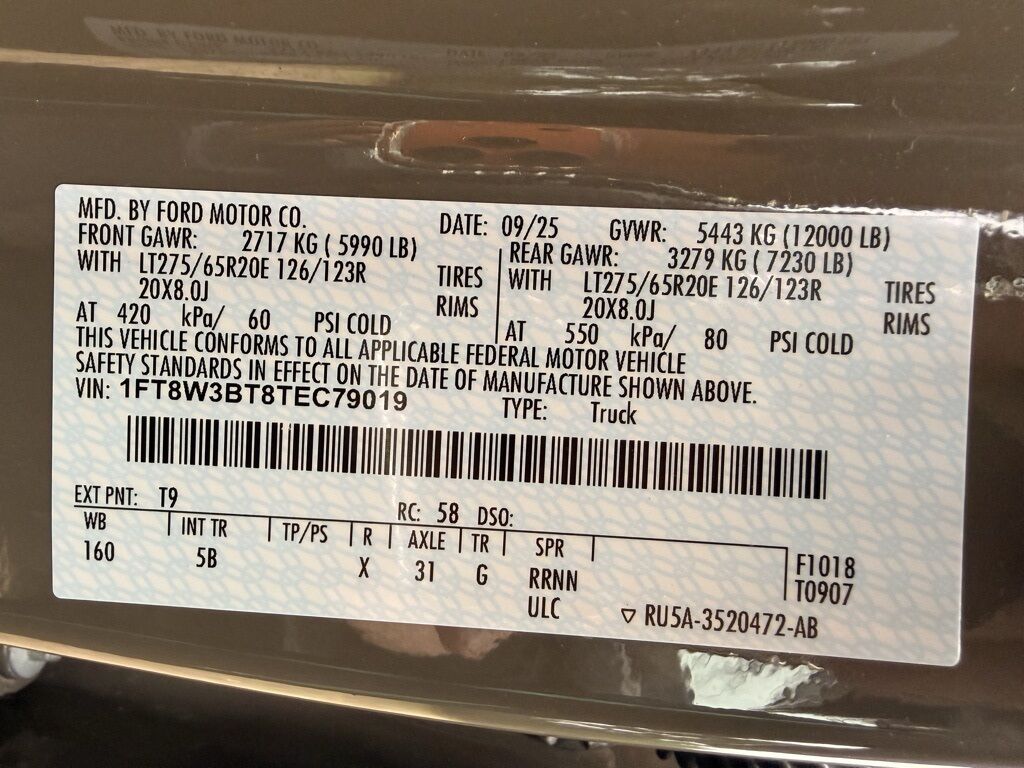 MFD. BY FORD MOTOR CO. DATE: 09/25 GVWR: 5443 KG (12000 LB)
FRONT GAWR: 2717 KG ( 5990 LB) REAR GAWR: 3279 KG ( 7230 LB)
WITH LT275/65R20E 126/123R TIRES WITH LT275/65R20E 126/123R TIRES
20X8.0J RIMS 20X8.0J RIMS
AT 420 kPa/ 60 PSI COLD AT 550 kPa/ 80 PSI COLD
THIS VEHICLE CONFORMS TO ALL APPLICABLE FEDERAL MOTOR VEHICLE
SAFETY STANDARDS IN EFFECT ON THE DATE OF MANUFACTURE SHOWN ABOVE.
VIN: 1FT8W3BT8TEC79019 TYPE: Truck
EXT PNT: T9 RC: 58 DSO:
WB INT TR TP/PS R AXLE TR SPR F1018
160 5B X 31 G RRNN T0907
ULC ▽ RU5A-3520472-AB